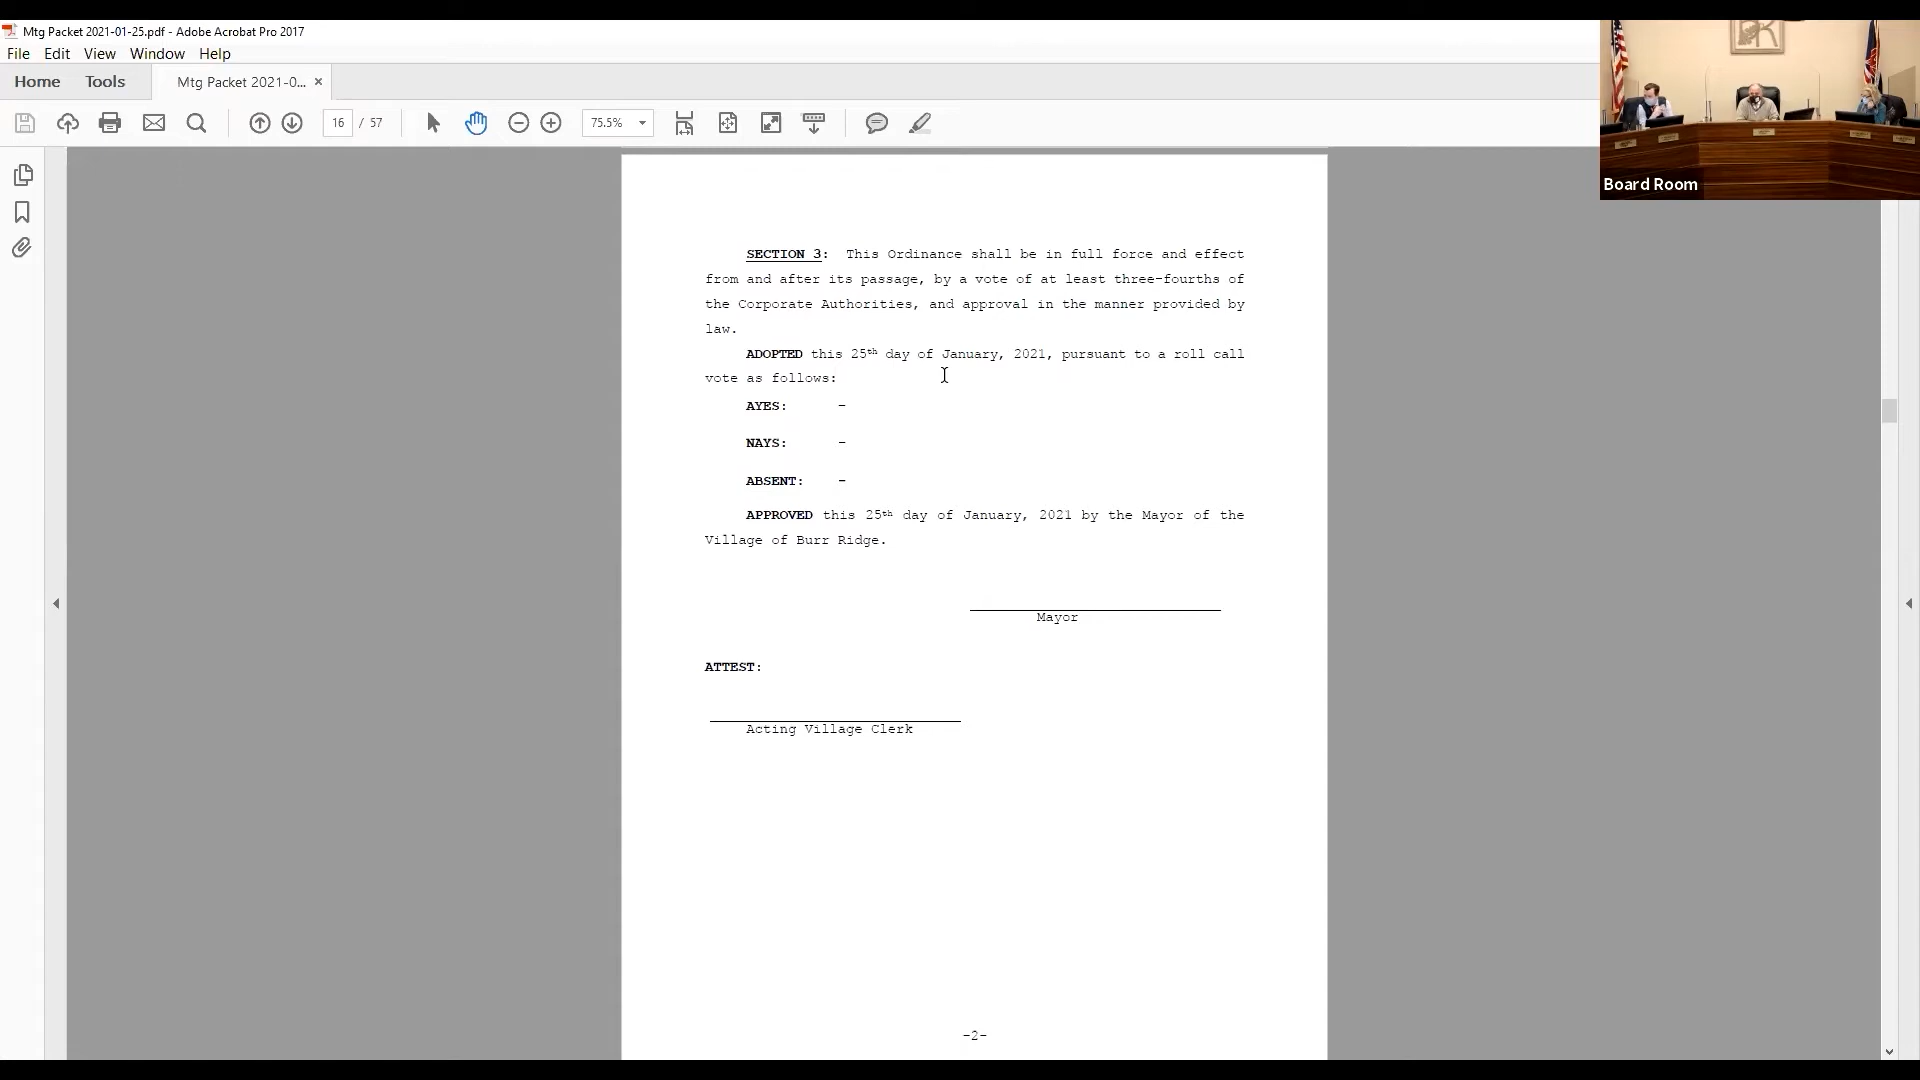 Mtg Packet 2021-01-25.pdf - Adobe Acrobat Pro 2017
File Edit View Window Help
Home Tools Mtg Packet 2021-0... ×
16 / 57 75.5%
Board Room
SECTION 3: This Ordinance shall be in full force and effect
from and after its passage, by a vote of at least three-fourths of
the Corporate Authorities, and approval in the manner provided by
law.
ADOPTED this 25th day of January, 2021, pursuant to a roll call
vote as follows:
AYES: -
NAYS: -
ABSENT: -
APPROVED this 25th day of January, 2021 by the Mayor of the
Village of Burr Ridge.
Mayor
ATTEST:
Acting Village Clerk
-2-